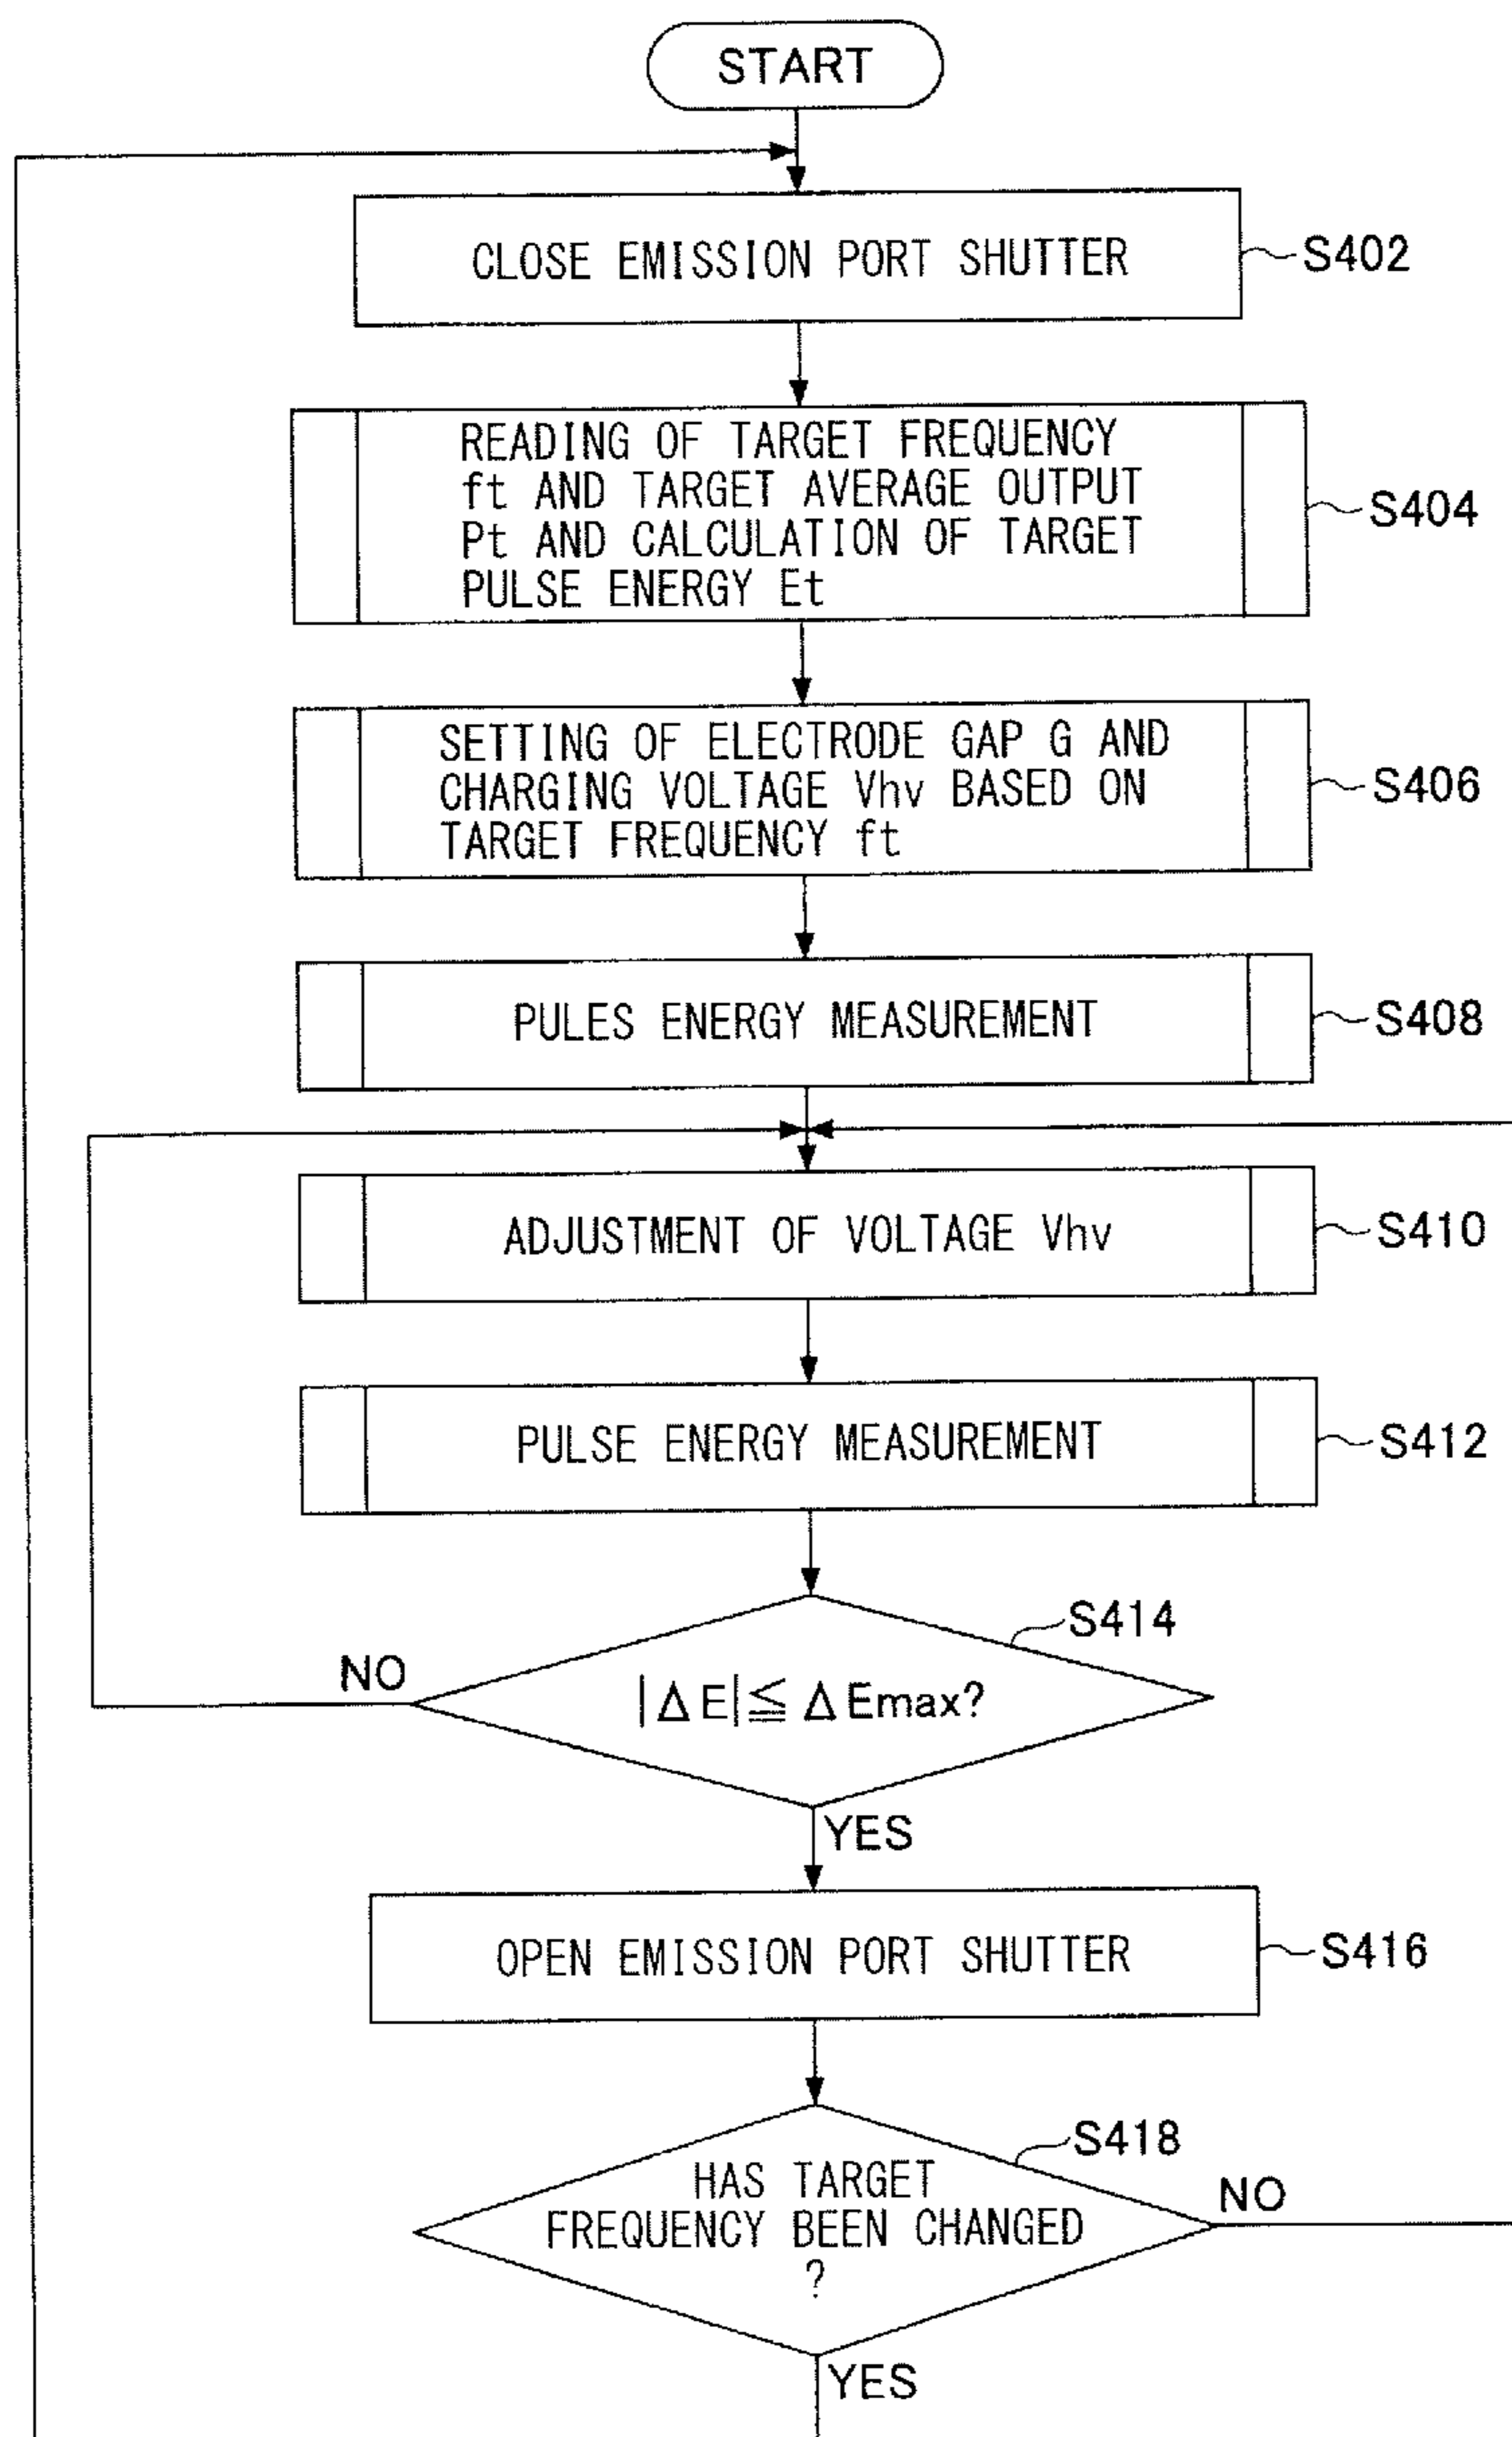 START
CLOSE EMISSION PORT SHUTTER
S402
READING OF TARGET FREQUENCY
ft AND TARGET AVERAGE OUTPUT
Pt AND CALCULATION OF TARGET
PULSE ENERGY Et
S404
SETTING OF ELECTRODE GAP G AND
CHARGING VOLTAGE Vhv BASED ON
TARGET FREQUENCY ft
S406
PULES ENERGY MEASUREMENT
S408
ADJUSTMENT OF VOLTAGE Vhv
S410
PULSE ENERGY MEASUREMENT
S412
S414
NO
|ΔE|≦ΔEmax?
YES
OPEN EMISSION PORT SHUTTER
S416
S418
HAS TARGET
FREQUENCY BEEN CHANGED
?
NO
YES